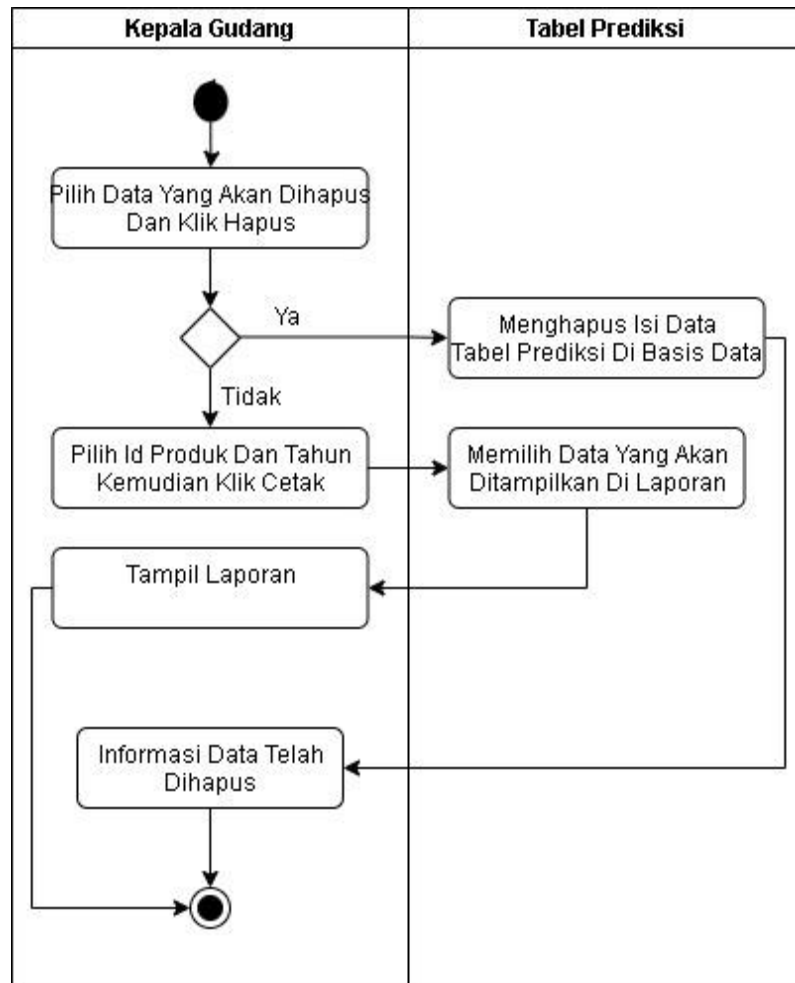 Kepala Gudang
Tabel Prediksi
Pilih Data Yang Akan Dihapus
Dan Klik Hapus
Ya
Menghapus Isi Data
Tabel Prediksi Di Basis Data
Tidak
Pilih Id Produk Dan Tahun
Kemudian Klik Cetak
Memilih Data Yang Akan
Ditampilkan Di Laporan
Tampil Laporan
Informasi Data Telah
Dihapus